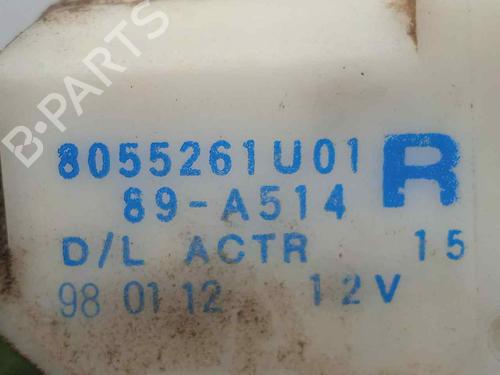 B-PARTS
8055261U01
R
89-A514
D/L ACTR 15
98 01 12 12V